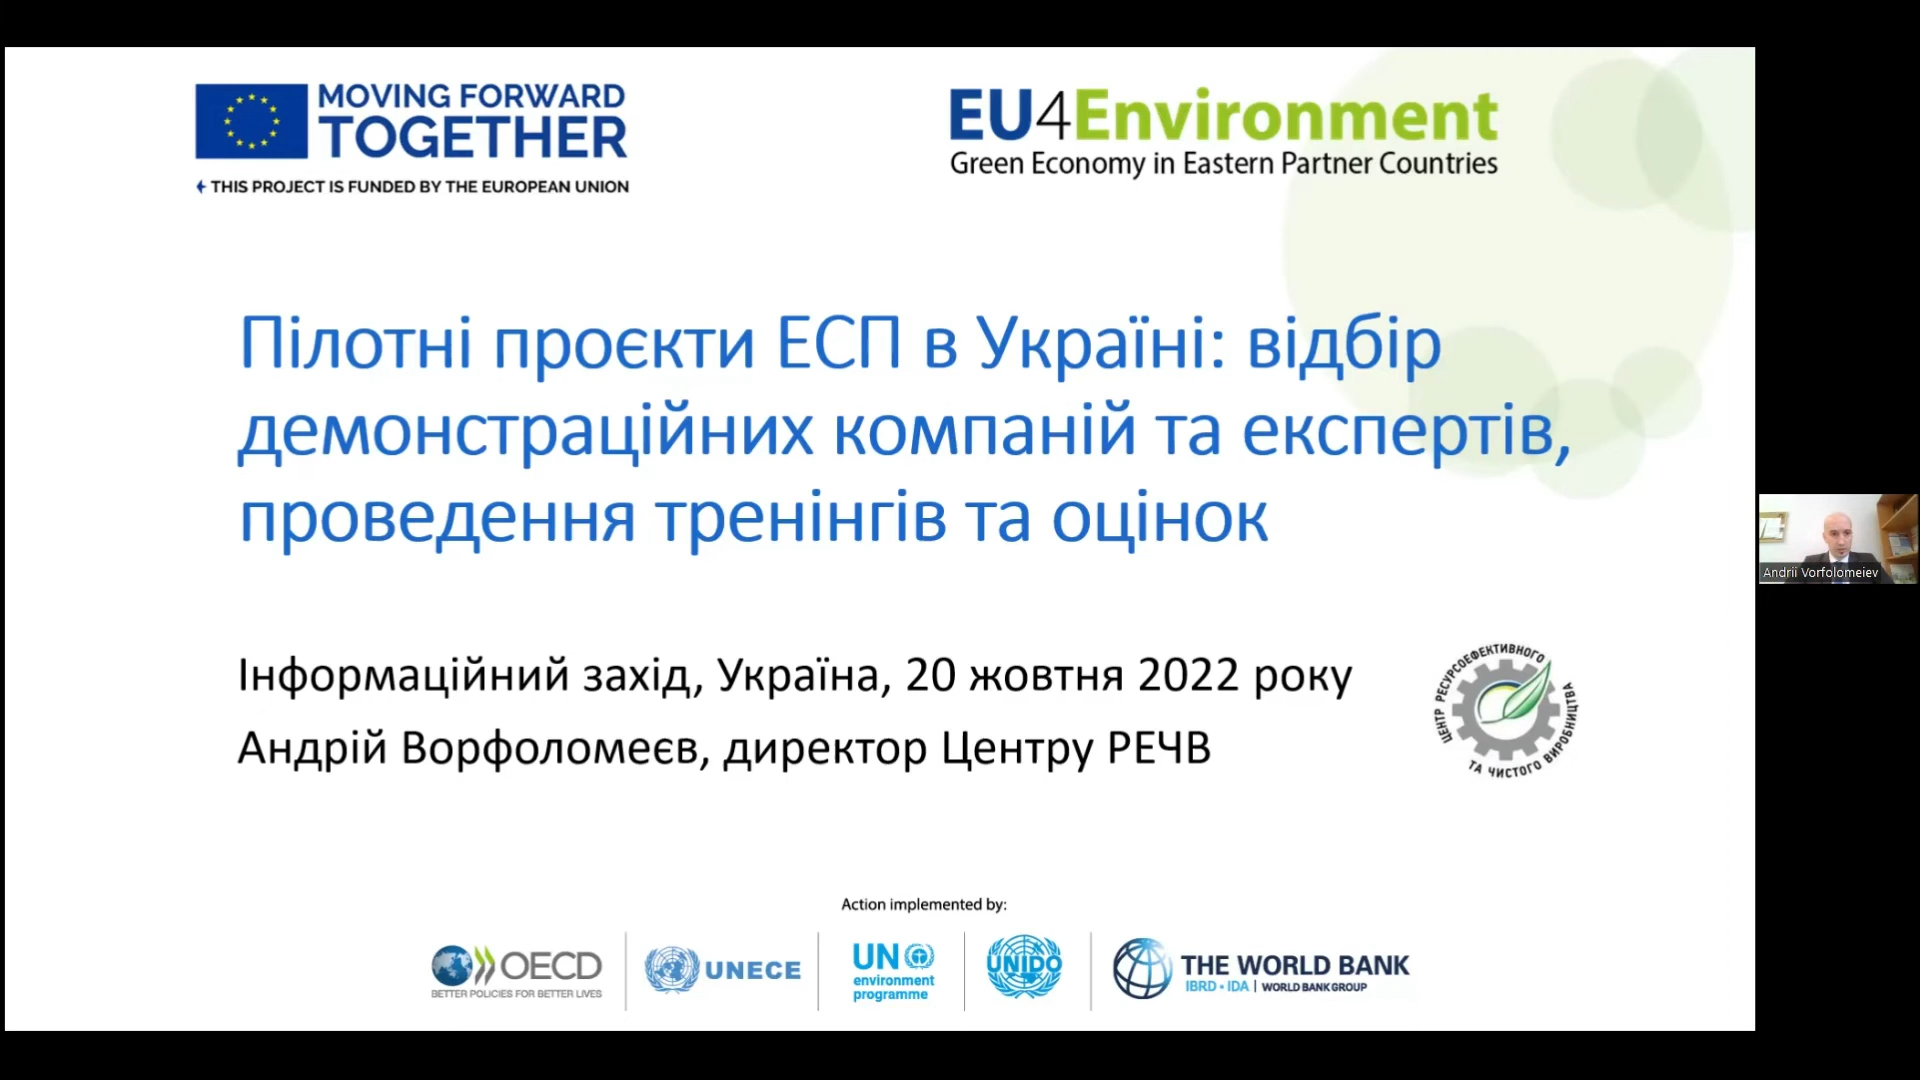 MOVING FORWARD
TOGETHER
THIS PROJECT IS FUNDED BY THE EUROPEAN UNION
EU4Environment
Green Economy in Eastern Partner Countries
Пілотні проєкти ЕСП в Україні: відбір
демонстраційних компаній та експертів,
проведення тренінгів та оцінок
Andrii Vorfolomeiev
Інформаційний захід, Україна, 20 жовтня 2022 року
Андрій Ворфоломеєв, директор Центру РЕЧВ
ЦЕНТР РЕСУРСОЕФЕКТИВНОГО
ТА ЧИСТОГО ВИРОБНИЦТВА
Action implemented by:
OECD
BETTER POLICIES FOR BETTER LIVES
UNECE
UN
environment
programme
UNIDO
THE WORLD BANK
IBRD • IDA | WORLD BANK GROUP